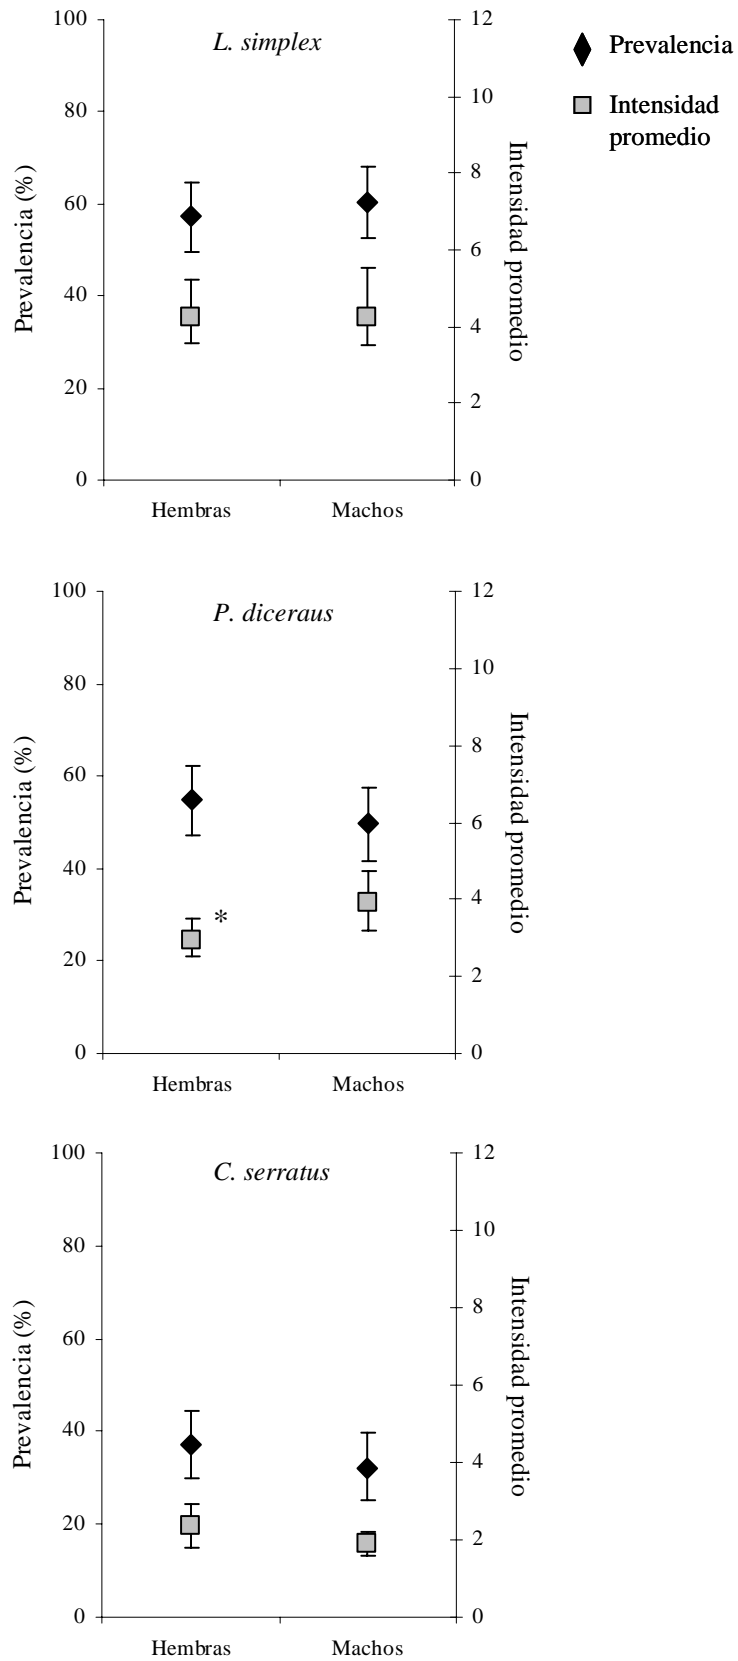 L. simplex
Prevalencia
Intensidad
promedio
100
80
60
40
20
0
Prevalencia (%)
12
10
8
6
4
2
0
Intensidad promedio
Hembras Machos
P. diceraus
100
80
60
40
20
0
Prevalencia (%)
*
12
10
8
6
4
2
0
Intensidad promedio
Hembras Machos
C. serratus
100
80
60
40
20
0
Prevalencia (%)
12
10
8
6
4
2
0
Intensidad promedio
Hembras Machos